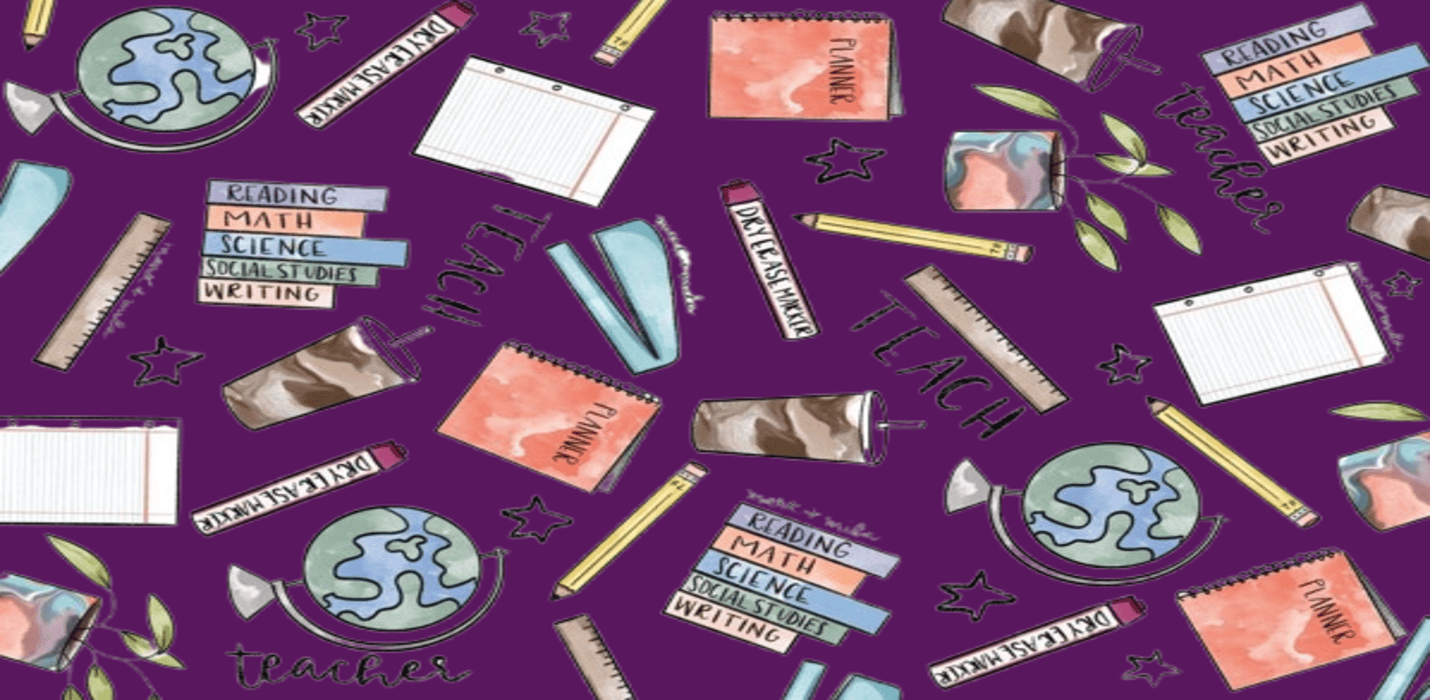 DRY ERASE MARKER
PLANNER
READING
MATH
SCIENCE
SOCIAL STUDIES
WRITING
teacher
READING
MATH
SCIENCE
SOCIAL STUDIES
WRITING
TEACH
DRY ERASE MARKER
TEACH
PLANNER
DRY ERASE MARKER
READING
MATH
SCIENCE
SOCIAL STUDIES
WRITING
PLANNER
DRY ERASE MARKER
teacher